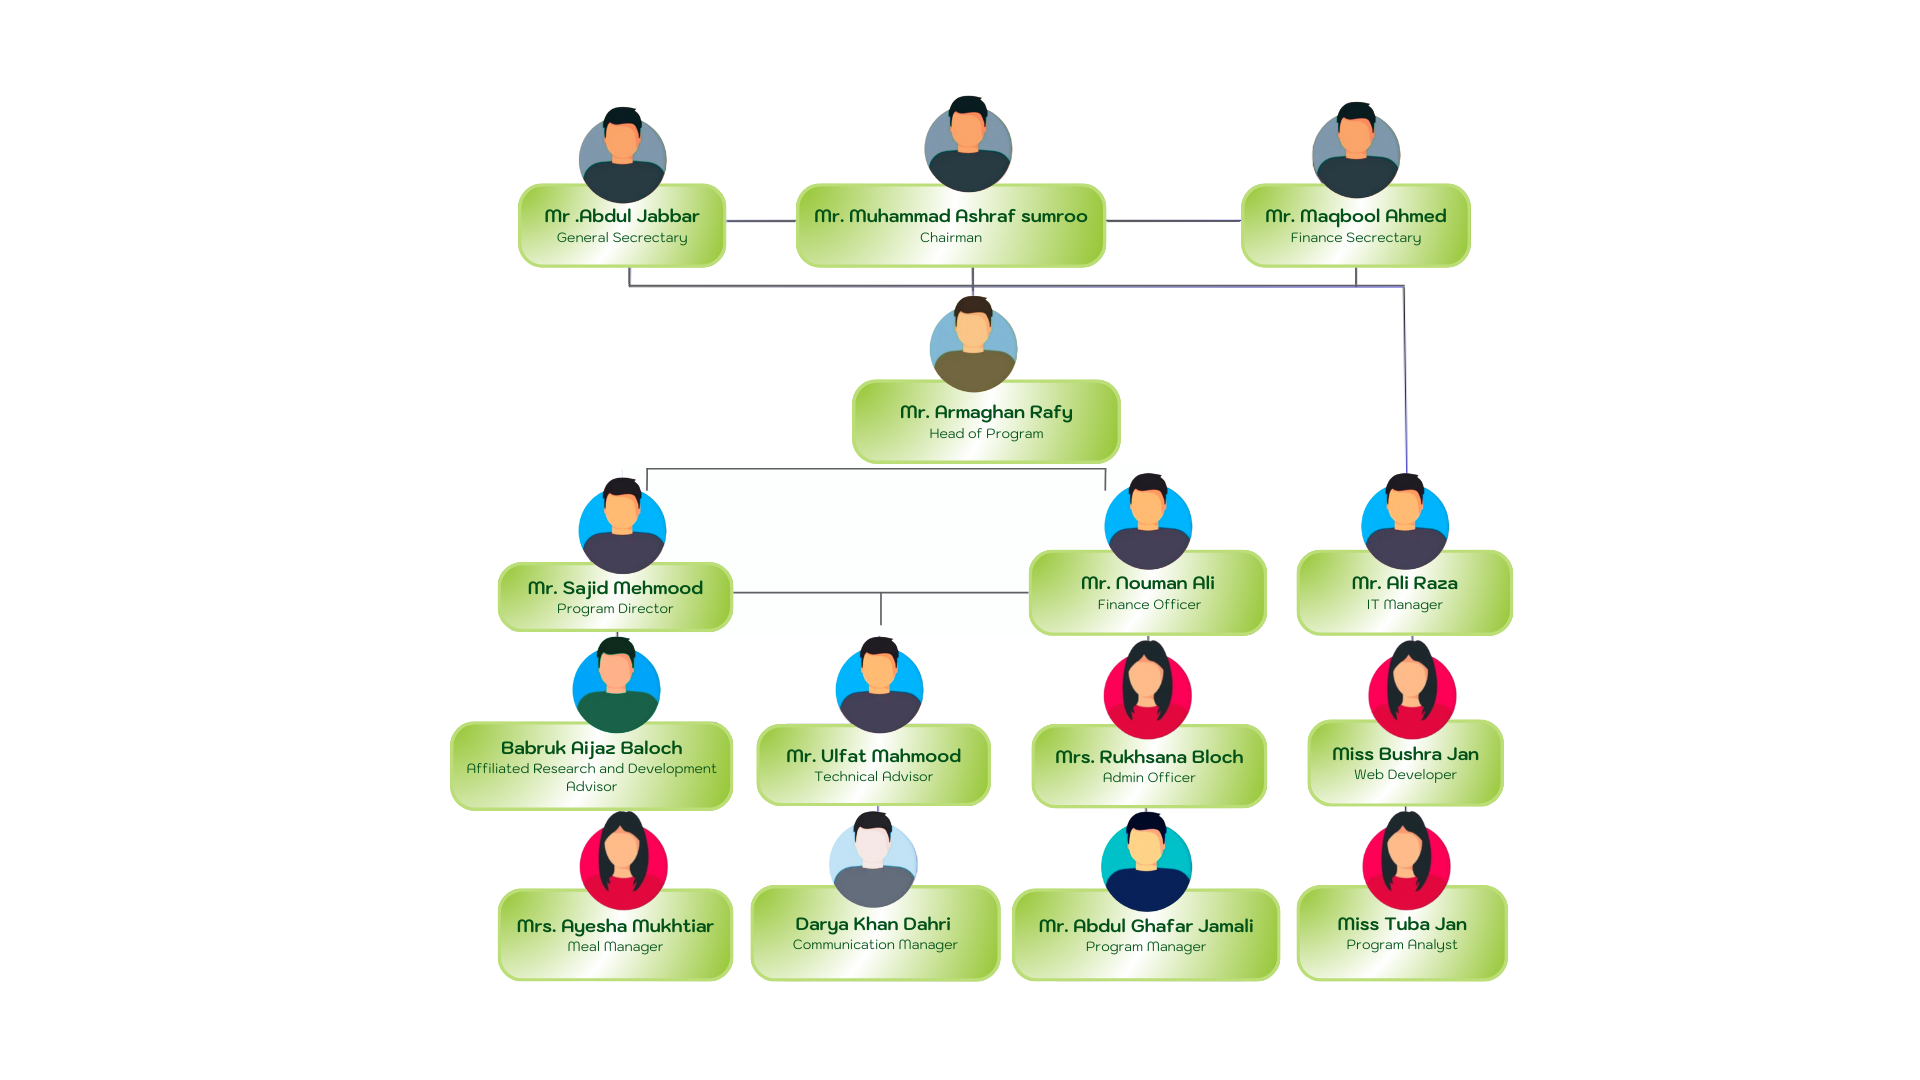 Mr .Abdul Jabbar
General Secrectary
Mr. Muhammad Ashraf sumroo
Chairman
Mr. Maqbool Ahmed
Finance Secrectary
Mr. Armaghan Rafy
Head of Program
Mr. Sajid Mehmood
Program Director
Mr. Nouman Ali
Finance Officer
Mr. Ali Raza
IT Manager
Babruk Aijaz Baloch
Affiliated Research and Development
Advisor
Mr. Ulfat Mahmood
Technical Advisor
Mrs. Rukhsana Bloch
Admin Officer
Miss Bushra Jan
Web Developer
Mrs. Ayesha Mukhtiar
Meal Manager
Darya Khan Dahri
Communication Manager
Mr. Abdul Ghafar Jamali
Program Manager
Miss Tuba Jan
Program Analyst